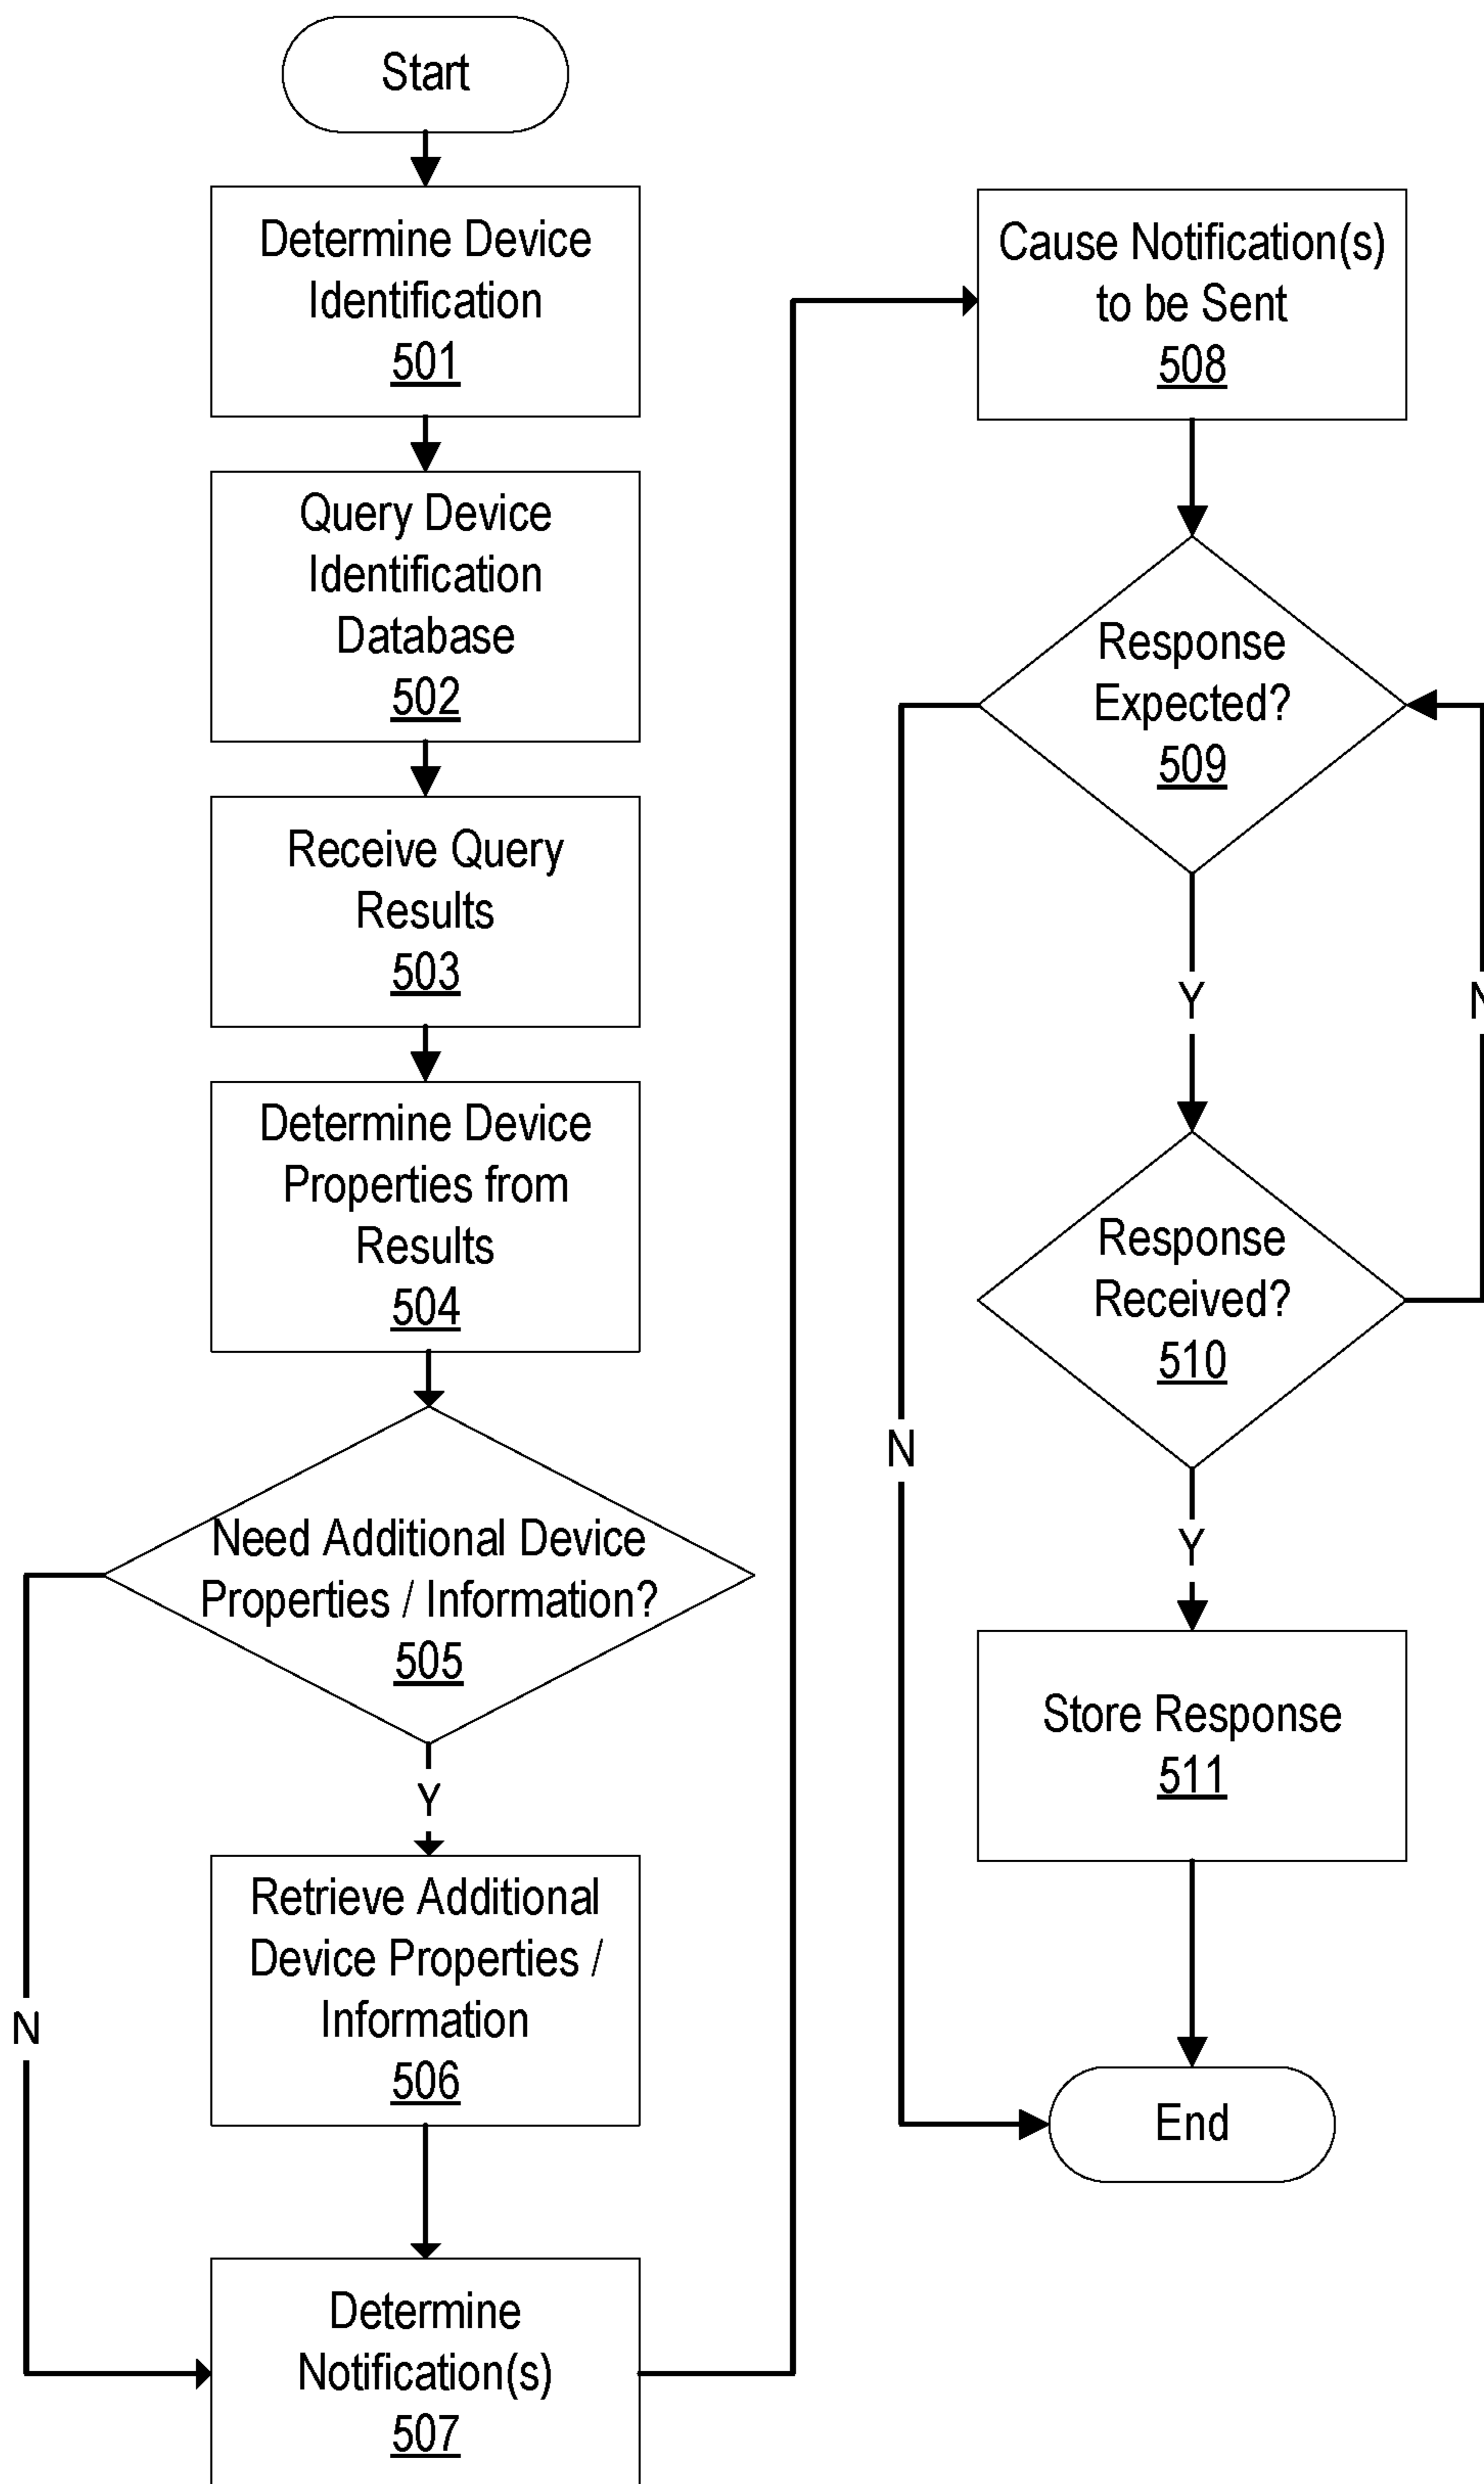 Start
Determine Device
Identification
501
Query Device
Identification
Database
502
Receive Query
Results
503
Determine Device
Properties from
Results
504
Need Additional Device
Properties / Information?
505
Y
N
Retrieve Additional
Device Properties /
Information
506
Determine
Notification(s)
507
Cause Notification(s)
to be Sent
508
Response
Expected?
509
Y
N
N
Response
Received?
510
Y
Store Response
511
End